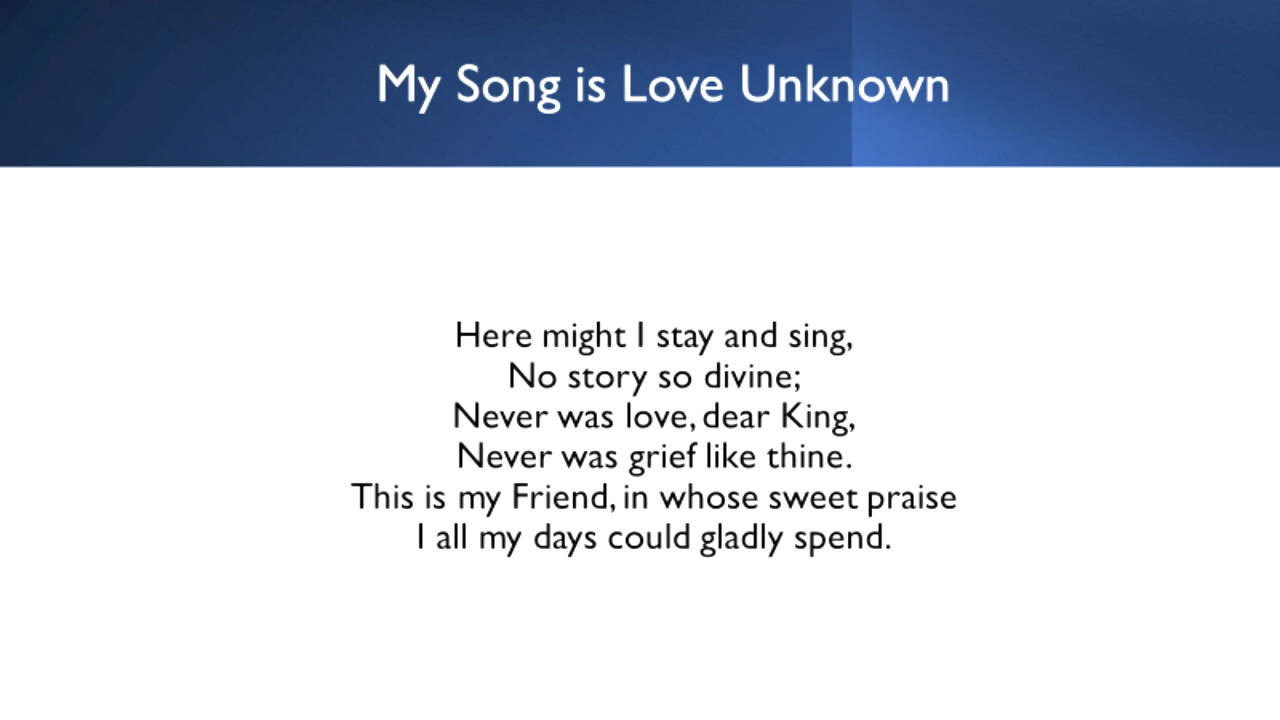 My Song is Love Unknown
Here might I stay and sing,
No story so divine;
Never was love, dear King,
Never was grief like thine.
This is my Friend, in whose sweet praise
I all my days could gladly spend.